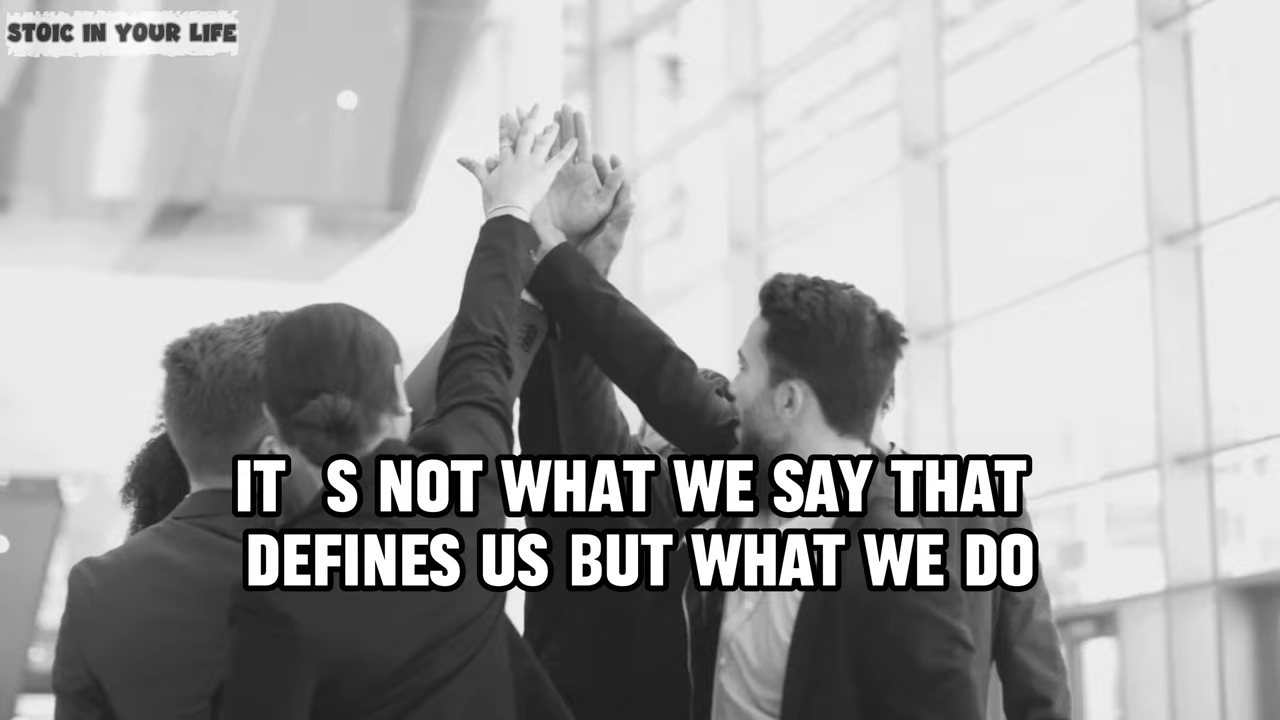 STOIC IN YOUR LIFE
IT S NOT WHAT WE SAY THAT
DEFINES US BUT WHAT WE DO